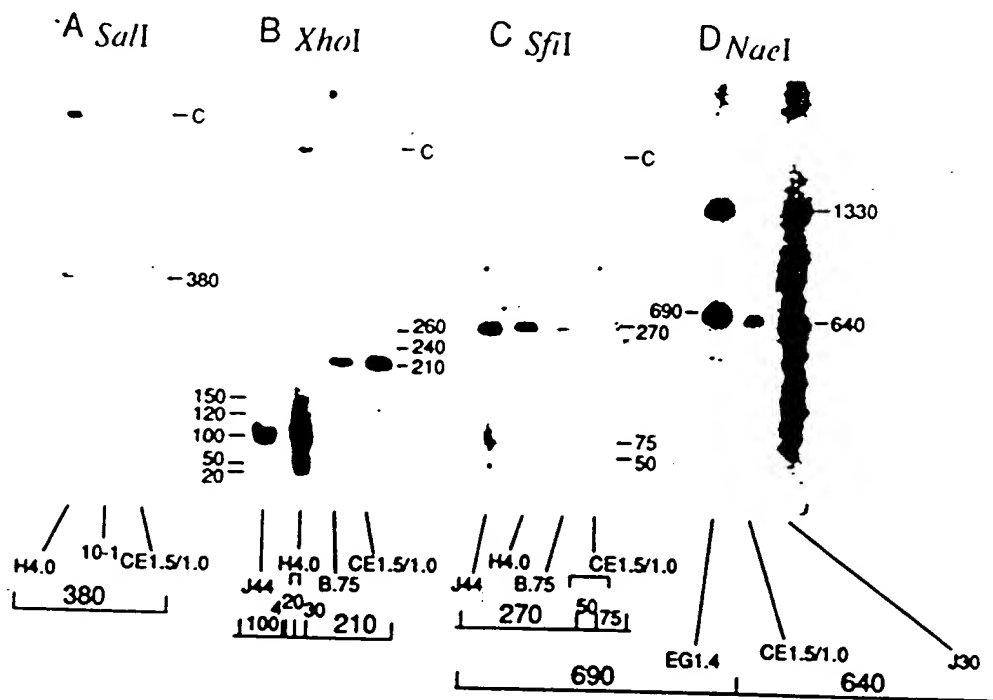 A SalI B XhoI C SfiI D NaeI
– C
– C
– C
– 1330
– 380
690 –
– 260
– 240
– 210
– 270
– 640
150 –
120 –
100 –
50 –
20 –
– 75
– 50
H4.0 10-1 CE1.5/1.0
380
J44 H4.0 B.75 CE1.5/1.0
100 4 20 30 210
J44 H4.0 B.75 CE1.5/1.0
270 50 75
EG1.4 CE1.5/1.0 J30
690 640